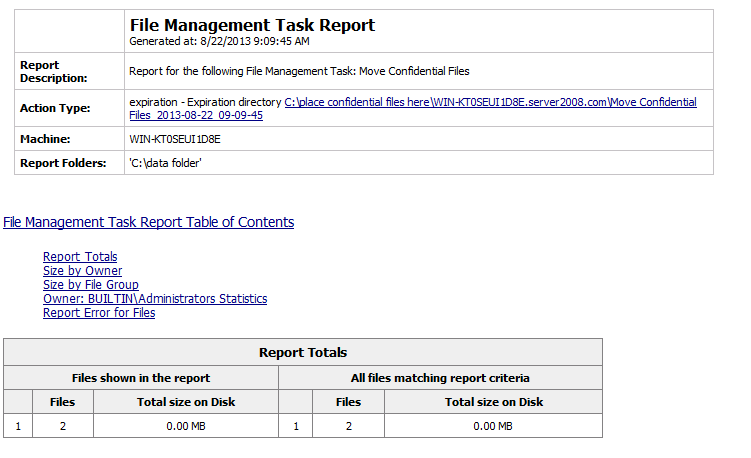 File Management Task Report
Generated at: 8/22/2013 9:09:45 AM
Report Description: Report for the following File Management Task: Move Confidential Files
Action Type: expiration - Expiration directory C:\place confidential files here\WIN-KT0SEUI1D8E.server2008.com\Move Confidential
Files_2013-08-22_09-09-45
Machine: WIN-KT0SEUI1D8E
Report Folders: 'C:\data folder'
File Management Task Report Table of Contents
Report Totals
Size by Owner
Size by File Group
Owner: BUILTIN\Administrators Statistics
Report Error for Files
Report Totals
Files shown in the report All files matching report criteria
Files Total size on Disk Files Total size on Disk
1 2 0.00 MB 1 2 0.00 MB